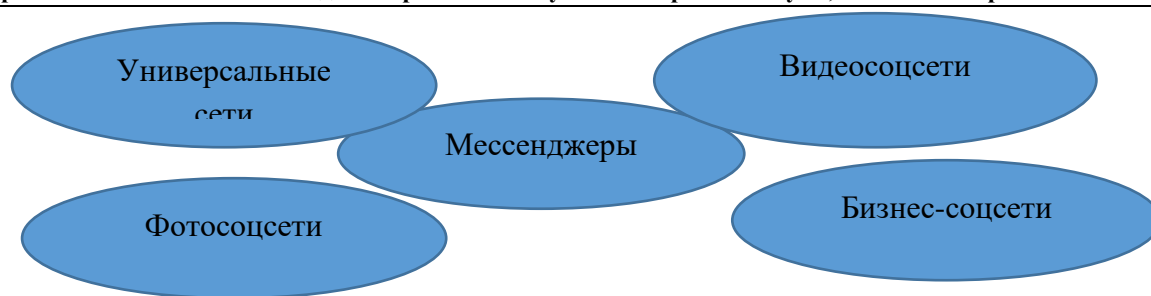 Универсальные
сети
Видеосоцсети
Мессенджеры
Фотосоцсети
Бизнес-соцсети